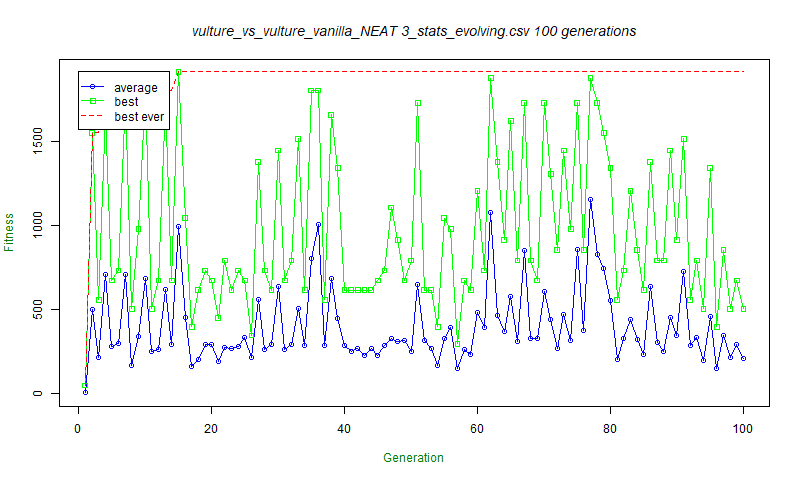 vulture_vs_vulture_vanilla_NEAT 3_stats_evolving.csv 100 generations
average
best
best ever
Fitness
0
500
1000
1500
0
20
40
60
80
100
Generation